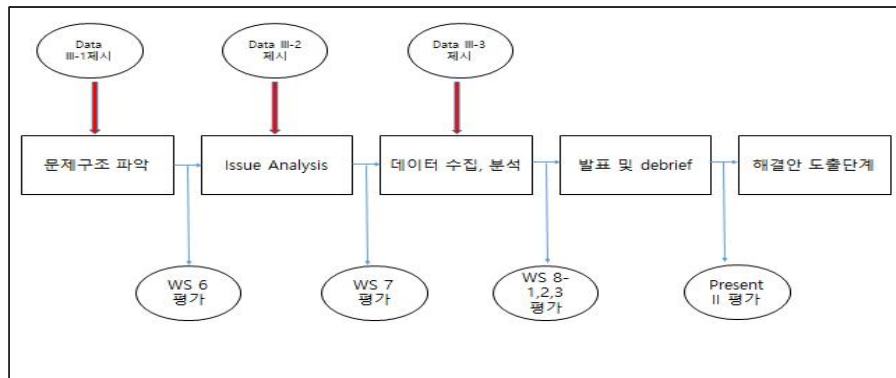 Data
III-1제시
Data III-2
제시
Data III-3
제시
문제구조 파악
Issue Analysis
데이터 수집, 분석
발표 및 debrief
해결안 도출단계
WS 6
평가
WS 7
평가
WS 8-
1,2,3
평가
Present
II 평가